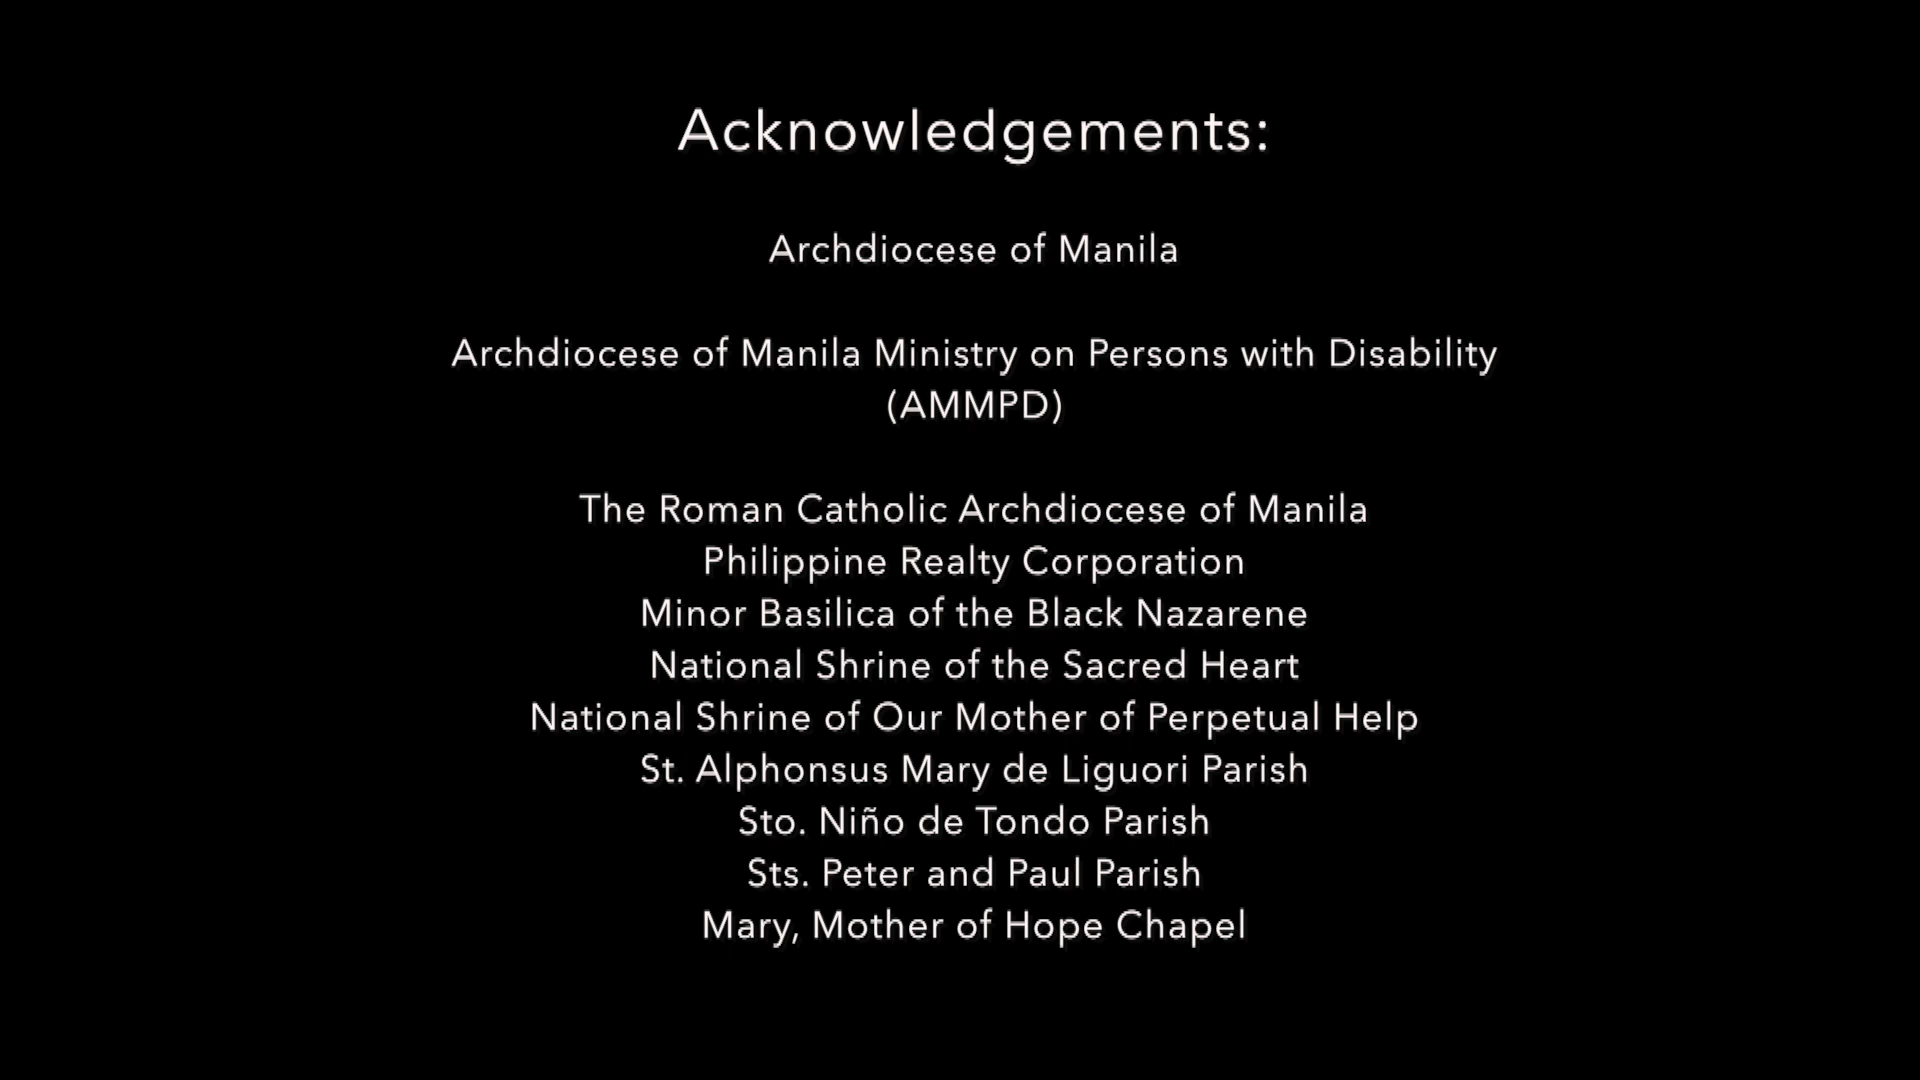 Acknowledgements:
Archdiocese of Manila
Archdiocese of Manila Ministry on Persons with Disability
(AMMPD)
The Roman Catholic Archdiocese of Manila
Philippine Realty Corporation
Minor Basilica of the Black Nazarene
National Shrine of the Sacred Heart
National Shrine of Our Mother of Perpetual Help
St. Alphonsus Mary de Liguori Parish
Sto. Niño de Tondo Parish
Sts. Peter and Paul Parish
Mary, Mother of Hope Chapel